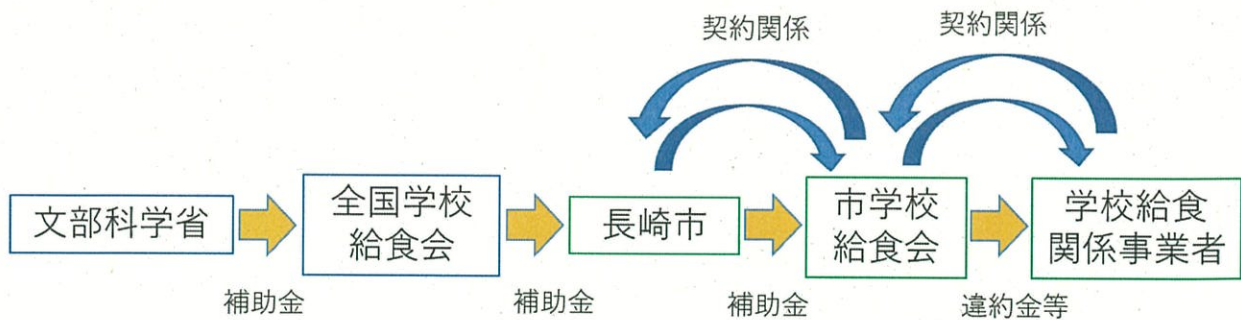 契約関係
契約関係
文部科学省
全国学校
給食会
長崎市
市学校
給食会
学校給食
関係事業者
補助金
補助金
補助金
違約金等